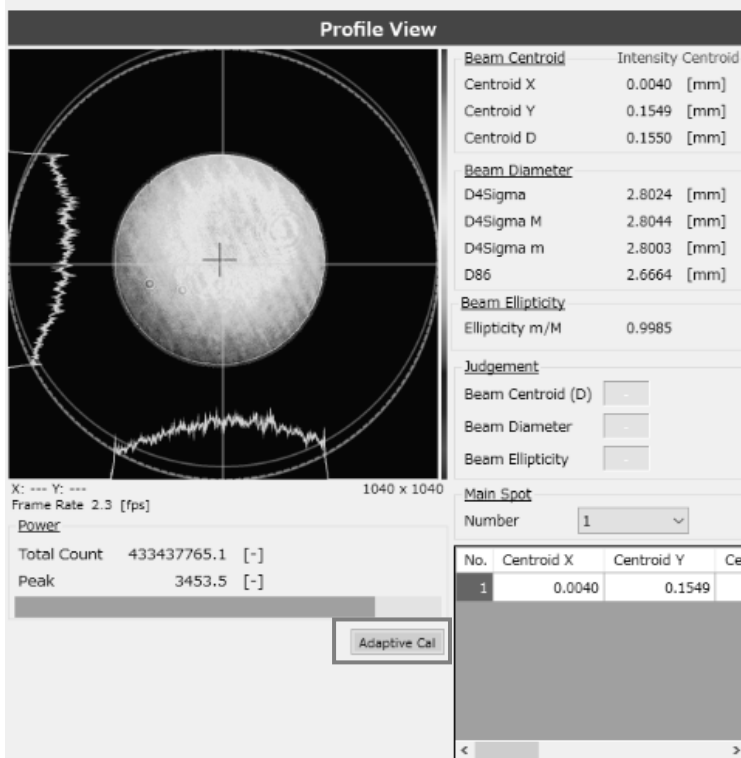 Profile View
Beam Centroid Intensity Centroid
Centroid X 0.0040 [mm]
Centroid Y 0.1549 [mm]
Centroid D 0.1550 [mm]
Beam Diameter
D4Sigma 2.8024 [mm]
D4Sigma M 2.8044 [mm]
D4Sigma m 2.8003 [mm]
D86 2.6664 [mm]
Beam Ellipticity
Ellipticity m/M 0.9985
Judgement
Beam Centroid (D) -
Beam Diameter -
Beam Ellipticity -
X: --- Y: --- 1040 x 1040
Frame Rate 2.3 [fps]
Power
Total Count 433437765.1 [-]
Peak 3453.5 [-]
Adaptive Cal
Main Spot
Number 1
No. Centroid X Centroid Y Ce
1 0.0040 0.1549